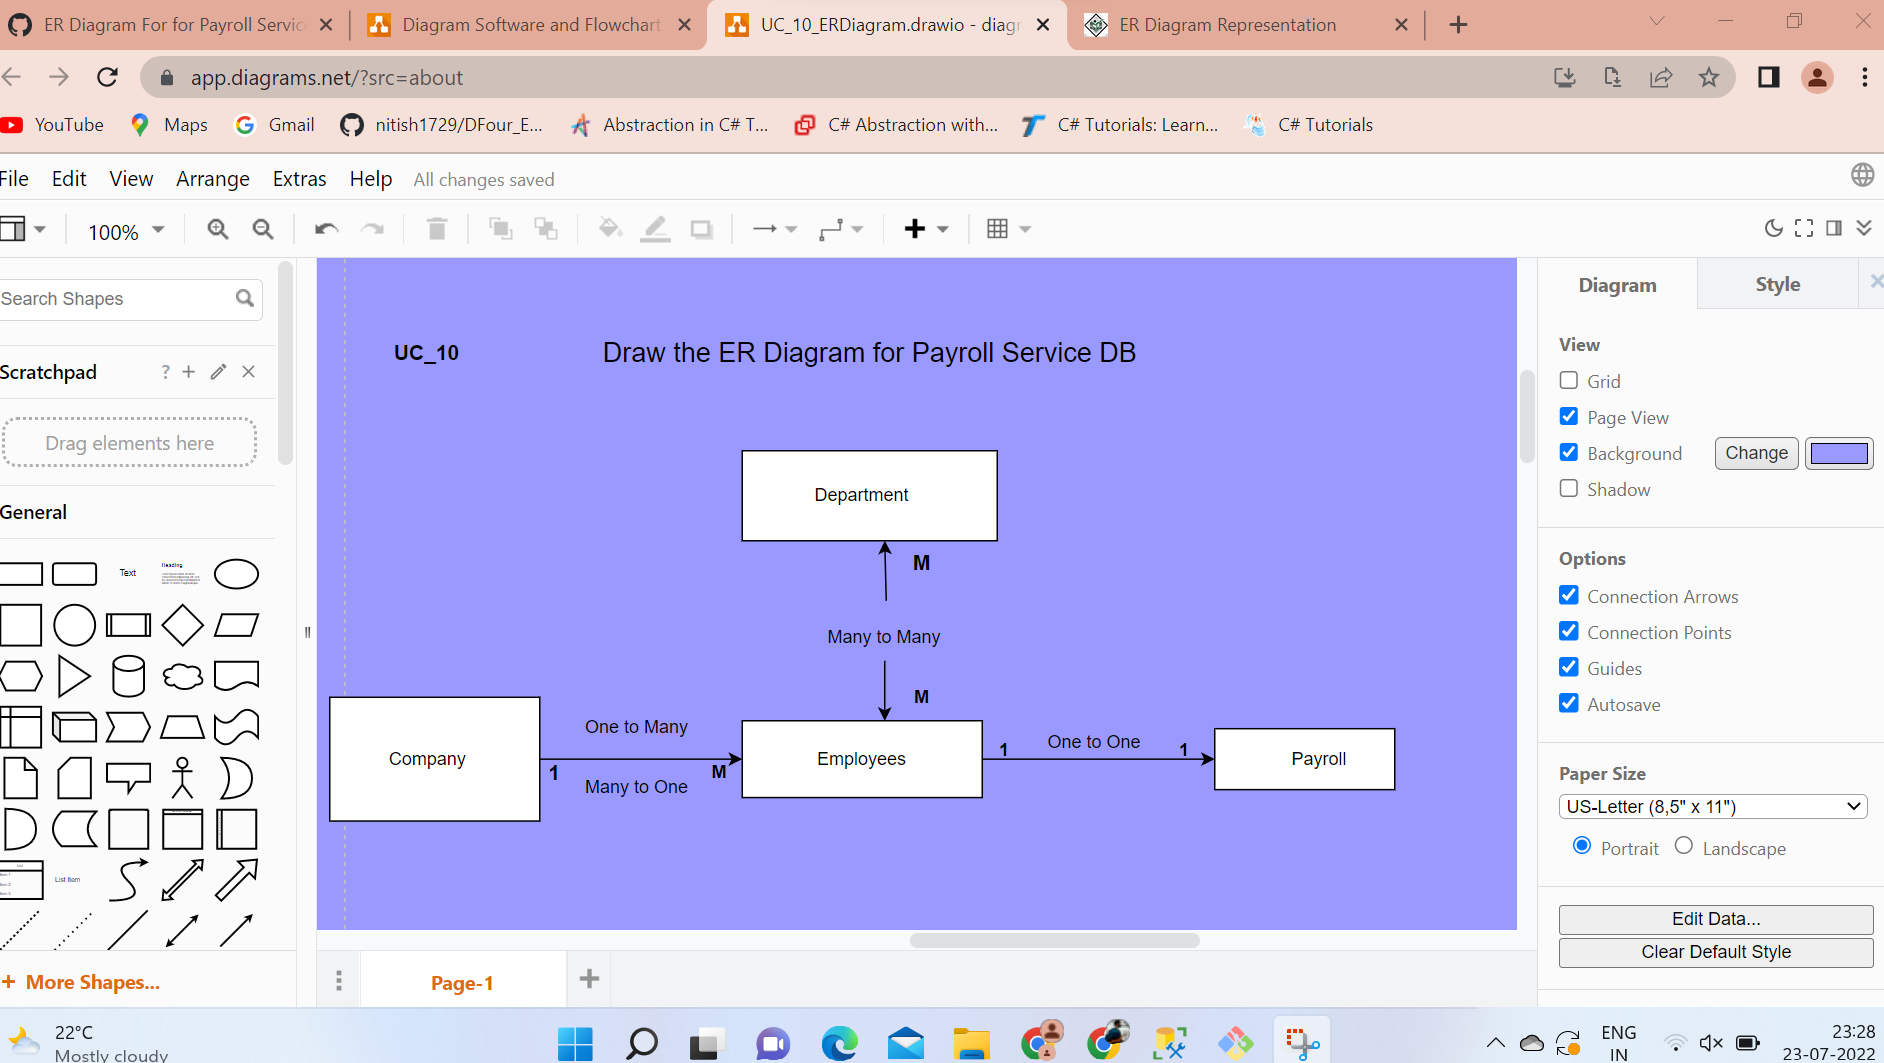 ER Diagram For for Payroll Servic
Diagram Software and Flowchart
UC_10_ERDiagram.drawio - diagr
ER Diagram Representation
app.diagrams.net/?src=about
YouTube
Maps
Gmail
nitish1729/DFour_E...
Abstraction in C# T...
C# Abstraction with...
C# Tutorials: Learn...
C# Tutorials
File Edit View Arrange Extras Help All changes saved
100%
Search Shapes
Scratchpad ?
Drag elements here
General
Text
Heading
List
List Item
+ More Shapes...
UC_10 Draw the ER Diagram for Payroll Service DB
Department
M
Many to Many
M
Company
One to Many
1 M
Many to One
Employees
1 One to One 1
Payroll
Page-1
Diagram Style
View
Grid
Page View
Background Change
Shadow
Options
Connection Arrows
Connection Points
Guides
Autosave
Paper Size
US-Letter (8,5" x 11")
Portrait Landscape
Edit Data...
Clear Default Style
22°C
Mostly cloudy
ENG
IN
23:28
23-07-2022